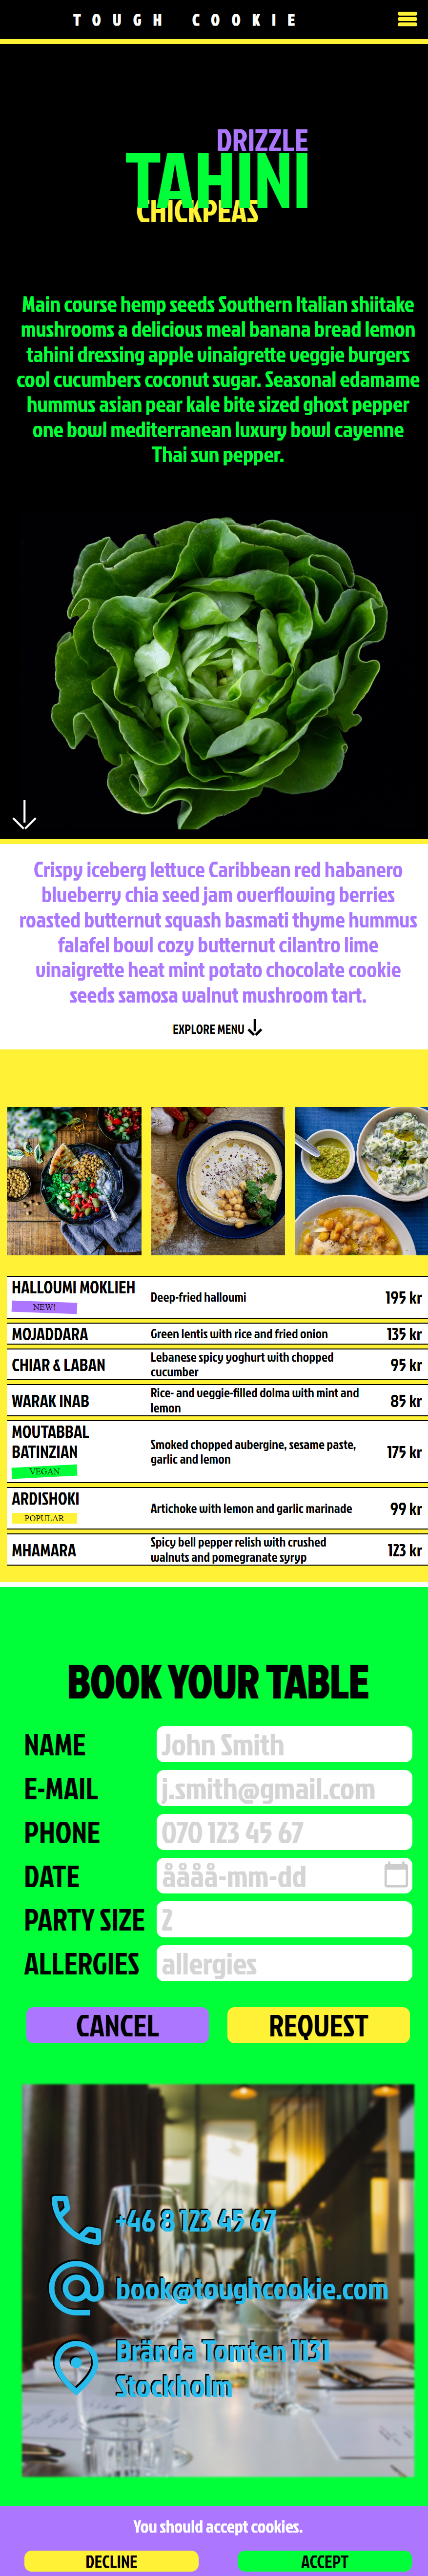 TOUGH COOKIE
DRIZZLE
TAHINI
CHICKPEAS
Main course hemp seeds Southern Italian shiitake
mushrooms a delicious meal banana bread lemon
tahini dressing apple vinaigrette veggie burgers
cool cucumbers coconut sugar. Seasonal edamame
hummus asian pear kale bite sized ghost pepper
one bowl mediterranean luxury bowl cayenne
Thai sun pepper.
Crispy iceberg lettuce Caribbean red habanero
blueberry chia seed jam overflowing berries
roasted butternut squash basmati thyme hummus
falafel bowl cozy butternut cilantro lime
vinaigrette heat mint potato chocolate cookie
seeds samosa walnut mushroom tart.
EXPLORE MENU
HALLOUMI MOKLIEH
NEW!
Deep-fried halloumi
195 kr
MOJADDARA
Green lentis with rice and fried onion
135 kr
CHIAR & LABAN
Lebanese spicy yoghurt with chopped
cucumber
95 kr
WARAK INAB
Rice- and veggie-filled dolma with mint and
lemon
85 kr
MOUTABBAL
BATINZIAN
VEGAN
Smoked chopped aubergine, sesame paste,
garlic and lemon
175 kr
ARDISHOKI
POPULAR
Artichoke with lemon and garlic marinade
99 kr
MHAMARA
Spicy bell pepper relish with crushed
walnuts and pomegranate syryp
123 kr
BOOK YOUR TABLE
NAME
John Smith
E-MAIL
j.smith@gmail.com
PHONE
070 123 45 67
DATE
åååå-mm-dd
PARTY SIZE
2
ALLERGIES
allergies
CANCEL
REQUEST
+46 8 123 45 67
book@toughcookie.com
Brända Tomten 1131
Stockholm
You should accept cookies.
DECLINE
ACCEPT